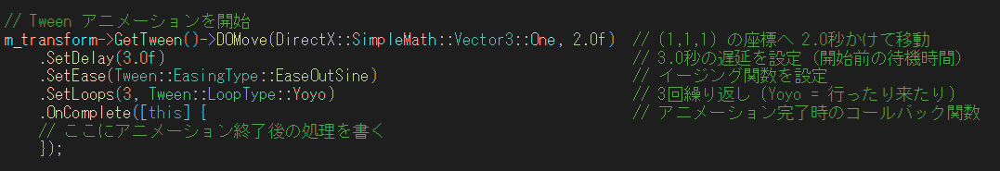 // Tween アニメーションを開始
m_transform->GetTween()->DOMove(DirectX::SimpleMath::Vector3::One, 2.0f)  // (1,1,1) の座標へ 2.0秒かけて移動
    .SetDelay(3.0f)                                                       // 3.0秒の遅延を設定 (開始前の待機時間)
    .SetEase(Tween::EasingType::EaseOutSine)                              // イージング関数を設定
    .SetLoops(3, Tween::LoopType::Yoyo)                                   // 3回繰り返し (Yoyo = 行ったり来たり)
    .OnComplete([this] {                                                  // アニメーション完了時のコールバック関数
    // ここにアニメーション終了後の処理を書く
    });